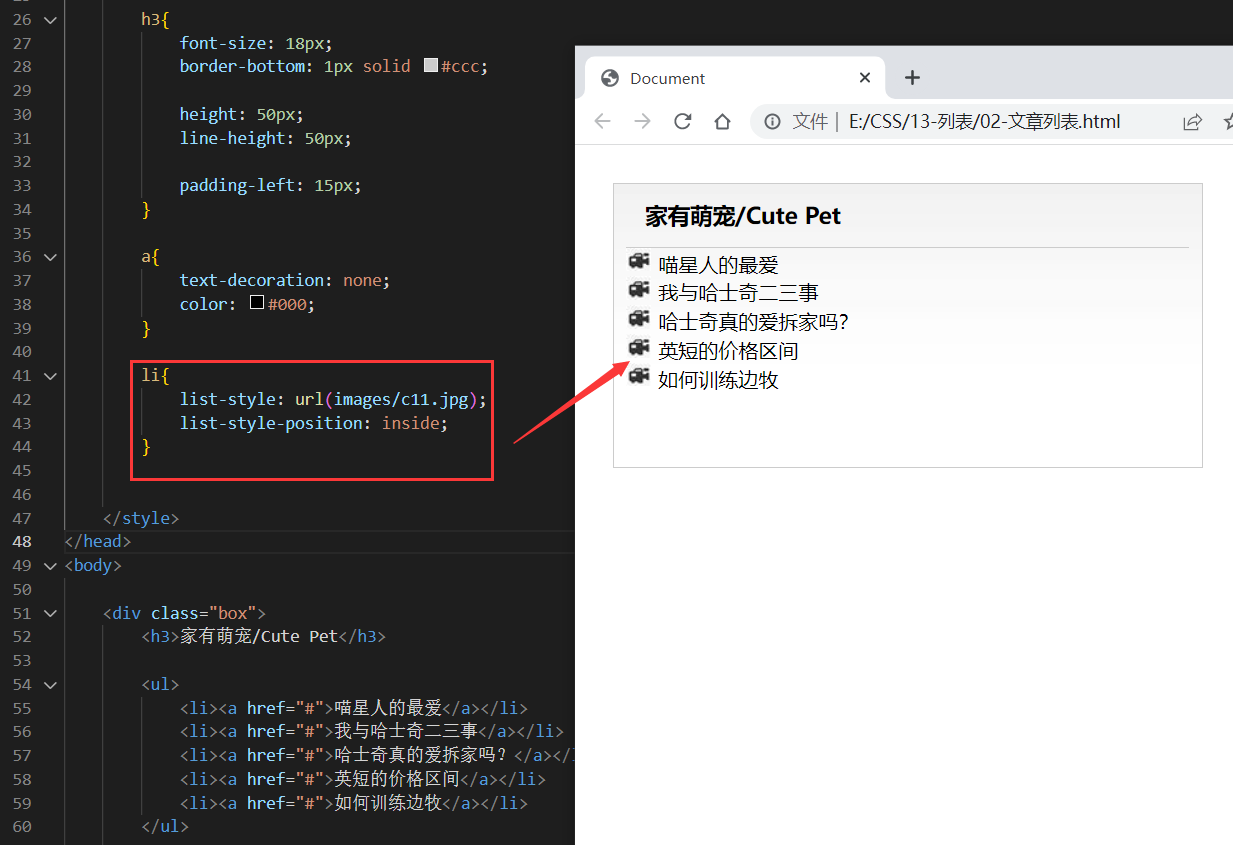 26 h3{
27 font-size: 18px;
28 border-bottom: 1px solid #ccc;
29
30 height: 50px;
31 line-height: 50px;
32
33 padding-left: 15px;
34 }
35
36 a{
37 text-decoration: none;
38 color: #000;
39 }
40
41 li{
42 list-style: url(images/c11.jpg);
43 list-style-position: inside;
44 }
45
46
47 </style>
48 </head>
49 <body>
50
51 <div class="box">
52 <h3>家有萌宠/Cute Pet</h3>
53
54 <ul>
55 <li><a href="#">喵星人的最爱</a></li>
56 <li><a href="#">我与哈士奇二三事</a></li>
57 <li><a href="#">哈士奇真的爱拆家吗？</a></l
58 <li><a href="#">英短的价格区间</a></li>
59 <li><a href="#">如何训练边牧</a></li>
60 </ul>
Document
文件 | E:/CSS/13-列表/02-文章列表.html
家有萌宠/Cute Pet
喵星人的最爱
我与哈士奇二三事
哈士奇真的爱拆家吗？
英短的价格区间
如何训练边牧